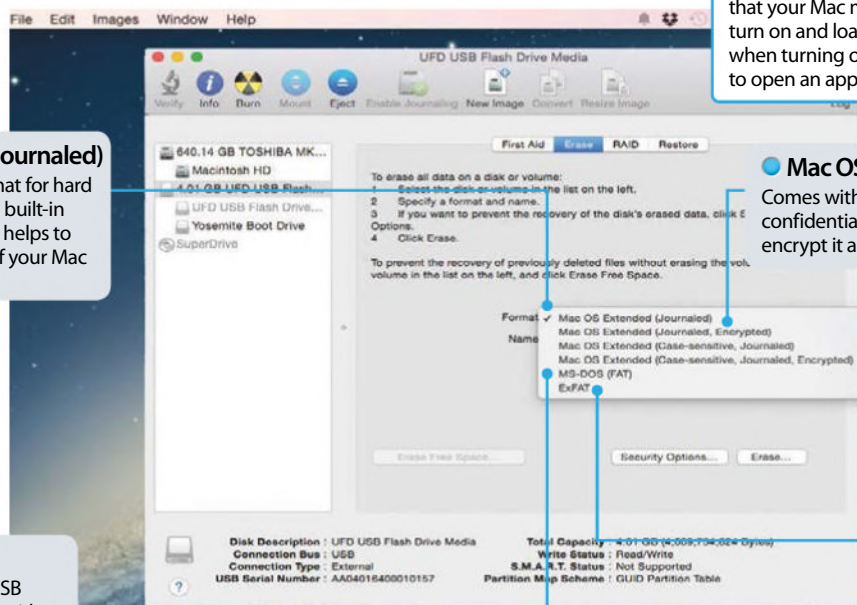 File Edit Images Window Help
that your Mac
turn on and
when turning
to open an app
UFD USB Flash Drive Media
Verify Info Burn Mount Eject Enable Journaling New Image Convert Resize Image
First Aid Erase RAID Restore
640.14 GB TOSHIBA MK...
Macintosh HD
4.01 GB UFD USB Flash...
UFD USB Flash Drive...
Yosemite Boot Drive
SuperDrive
To erase all data on a disk or volume:
1 Select the disk or volume in the list on the left.
2 Specify a format and name.
3 If you want to prevent the recovery of the disk's erased data, click
Options.
4 Click Erase.
To prevent the recovery of previously deleted files without erasing the
volume in the list on the left, and click Erase Free Space.
Format ✓ Mac OS Extended (Journaled)
Mac OS Extended (Journaled, Encrypted)
Mac OS Extended (Case-sensitive, Journaled)
Mac OS Extended (Case-sensitive, Journaled, Encrypted)
MS-DOS (FAT)
ExFAT
Name
Erase Free Space... Security Options... Erase...
Disk Description : UFD USB Flash Drive Media
Connection Bus : USB
Connection Type : External
USB Serial Number : AA04016400010157
Total Capacity : 4.01 GB
Write Status : Read/Write
S.M.A.R.T. Status : Not Supported
Partition Map Scheme : GUID Partition Table
?
ournaled)
at for hard
built-in
helps to
f your Mac
Mac OS
Comes with
confidential
encrypt it a
SB